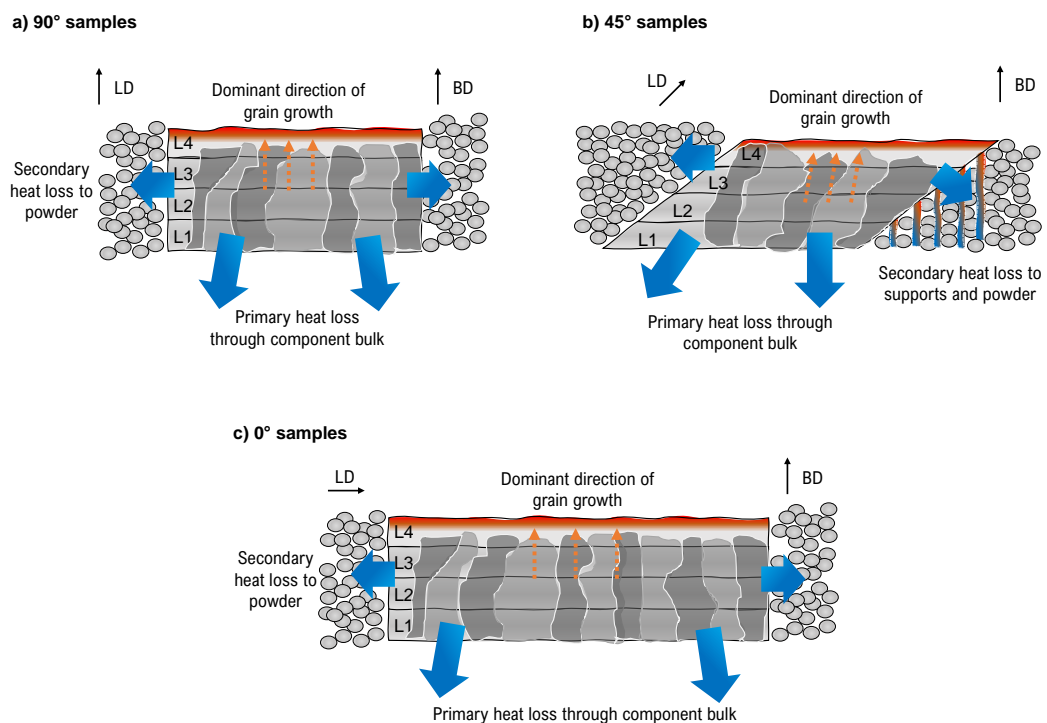 a) 90° samples
LD
BD
Dominant direction of
grain growth
L4
L3
L2
L1
Secondary
heat loss to
powder
Primary heat loss
through component bulk
b) 45° samples
LD
BD
Dominant direction of
grain growth
L4
L3
L2
L1
Secondary heat loss to
supports and powder
Primary heat loss through
component bulk
c) 0° samples
LD
BD
Dominant direction of
grain growth
L4
L3
L2
L1
Secondary
heat loss to
powder
Primary heat loss through component bulk